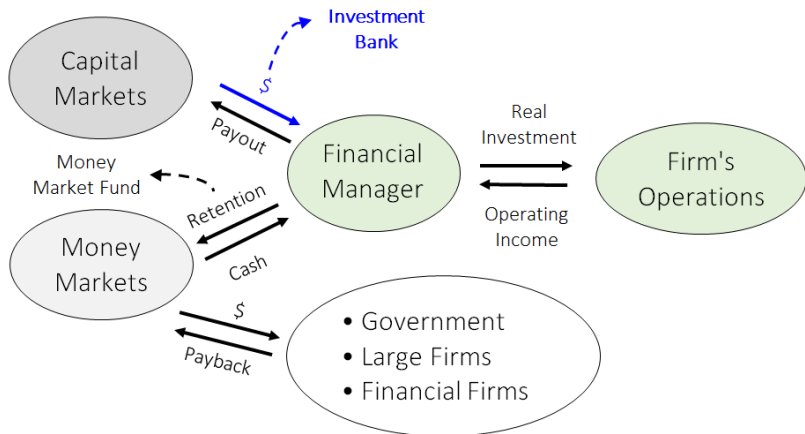 Investment
Bank
Capital
Markets
$
Payout
Real
Investment
Financial
Manager
Firm's
Operations
Money
Market Fund
Retention
Operating
Income
Money
Markets
Cash
$
Payback
• Government
• Large Firms
• Financial Firms